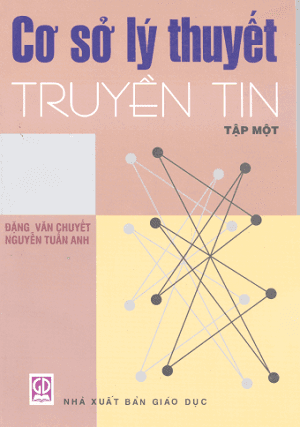 Cơ sở lý thuyết
TRUYỀN TIN
TẬP MỘT
ĐẶNG VĂN CHUYẾT
NGUYỄN TUẤN ANH
GD
NHÀ XUẤT BẢN GIÁO DỤC